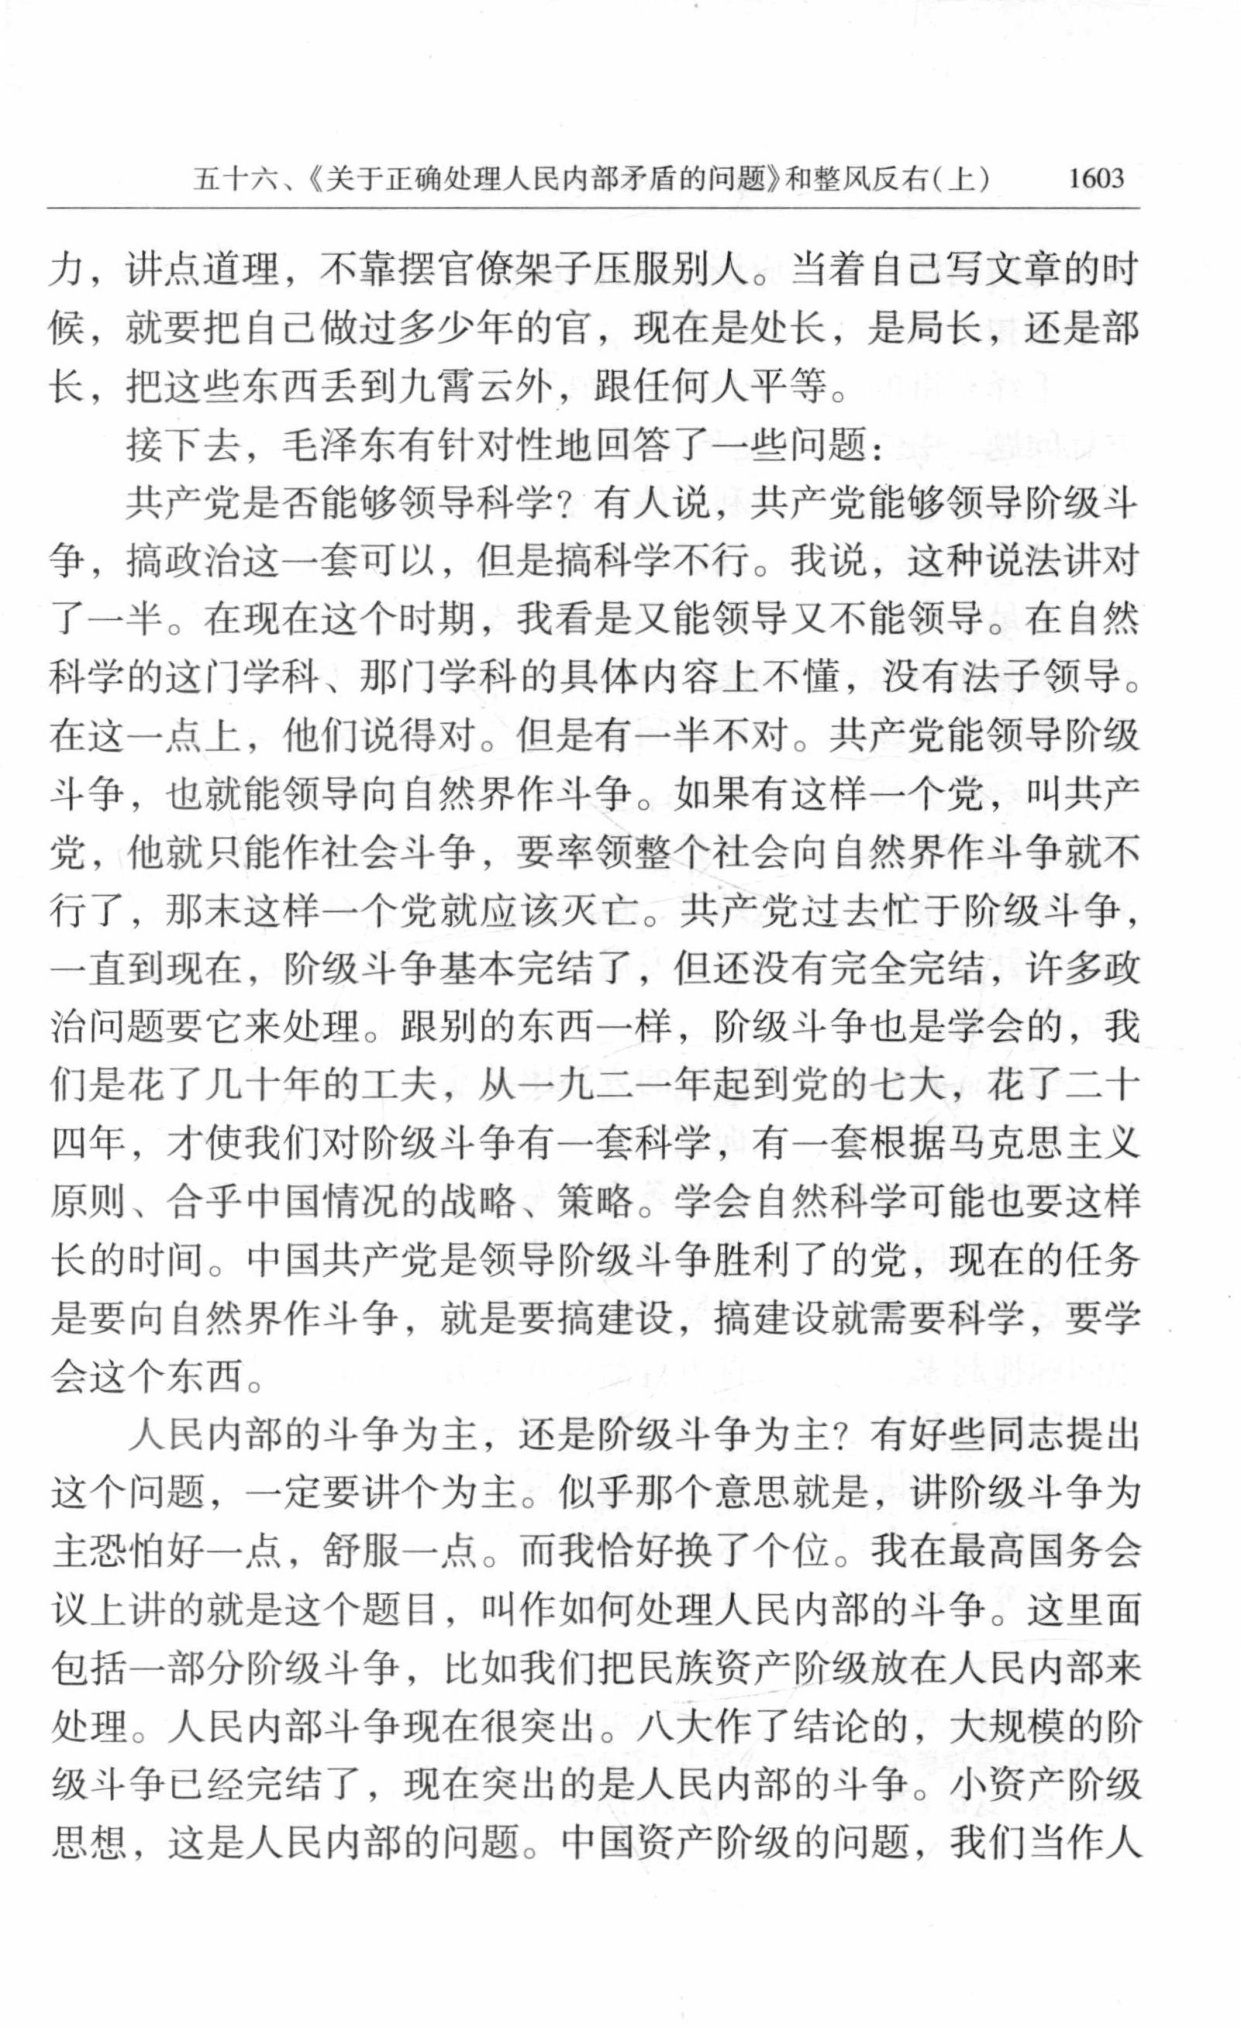 五十六、《关于正确处理人民内部矛盾的问题》和整风反右(上) 1603
力，讲点道理，不靠摆官僚架子压服别人。当着自己写文章的时
候，就要把自己做过多少年的官，现在是处长，是局长，还是部
长，把这些东西丢到九霄云外，跟任何人平等。
接下去，毛泽东有针对性地回答了一些问题：
共产党是否能够领导科学？有人说，共产党能够领导阶级斗
争，搞政治这一套可以，但是搞科学不行。我说，这种说法讲对
了一半。在现在这个时期，我看是又能领导又不能领导。在自然
科学的这门学科、那门学科的具体内容上不懂，没有法子领导。
在这一点上，他们说得对。但是有一半不对。共产党能领导阶级
斗争，也就能领导向自然界作斗争。如果有这样一个党，叫共产
党，他就只能作社会斗争，要率领整个社会向自然界作斗争就不
行了，那末这样一个党就应该灭亡。共产党过去忙于阶级斗争，
一直到现在，阶级斗争基本完结了，但还没有完全完结，许多政
治问题要它来处理。跟别的东西一样，阶级斗争也是学会的，我
们是花了几十年的工夫，从一九二一年起到党的七大，花了二十
四年，才使我们对阶级斗争有一套科学，有一套根据马克思主义
原则、合乎中国情况的战略、策略。学会自然科学可能也要这样
长的时间。中国共产党是领导阶级斗争胜利了的党，现在的任务
是要向自然界作斗争，就是要搞建设，搞建设就需要科学，要学
会这个东西。
人民内部的斗争为主，还是阶级斗争为主？有好些同志提出
这个问题，一定要讲个为主。似乎那个意思就是，讲阶级斗争为
主恐怕好一点，舒服一点。而我恰好换了个位。我在最高国务会
议上讲的就是这个题目，叫作如何处理人民内部的斗争。这里面
包括一部分阶级斗争，比如我们把民族资产阶级放在人民内部来
处理。人民内部斗争现在很突出。八大作了结论的，大规模的阶
级斗争已经完结了，现在突出的是人民内部的斗争。小资产阶级
思想，这是人民内部的问题。中国资产阶级的问题，我们当作人